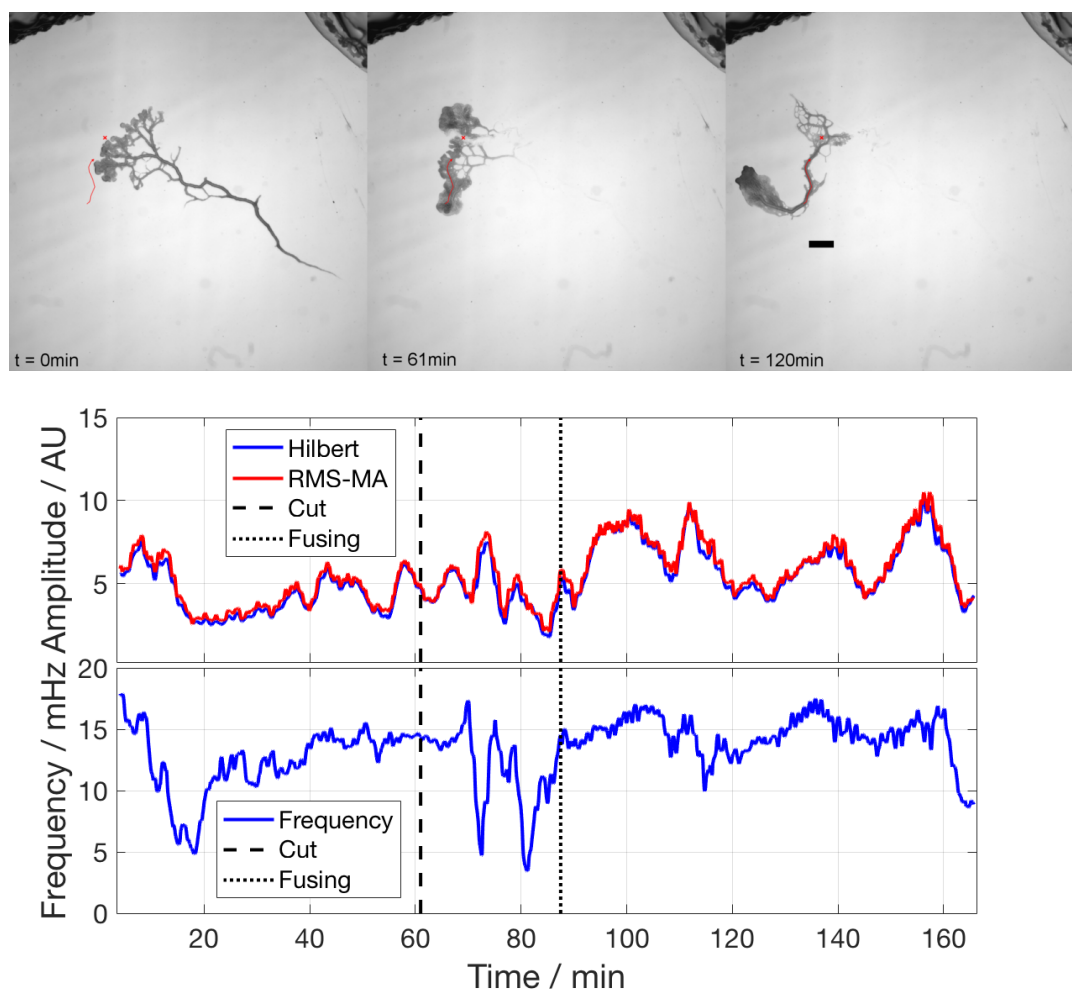 t = 0min
t = 61min
t = 120min
15
10
5
Hilbert
RMS-MA
Cut
Fusing
20
15
10
5
0
Frequency
Cut
Fusing
Frequency / mHz Amplitude / AU
20 40 60 80 100 120 140 160
Time / min